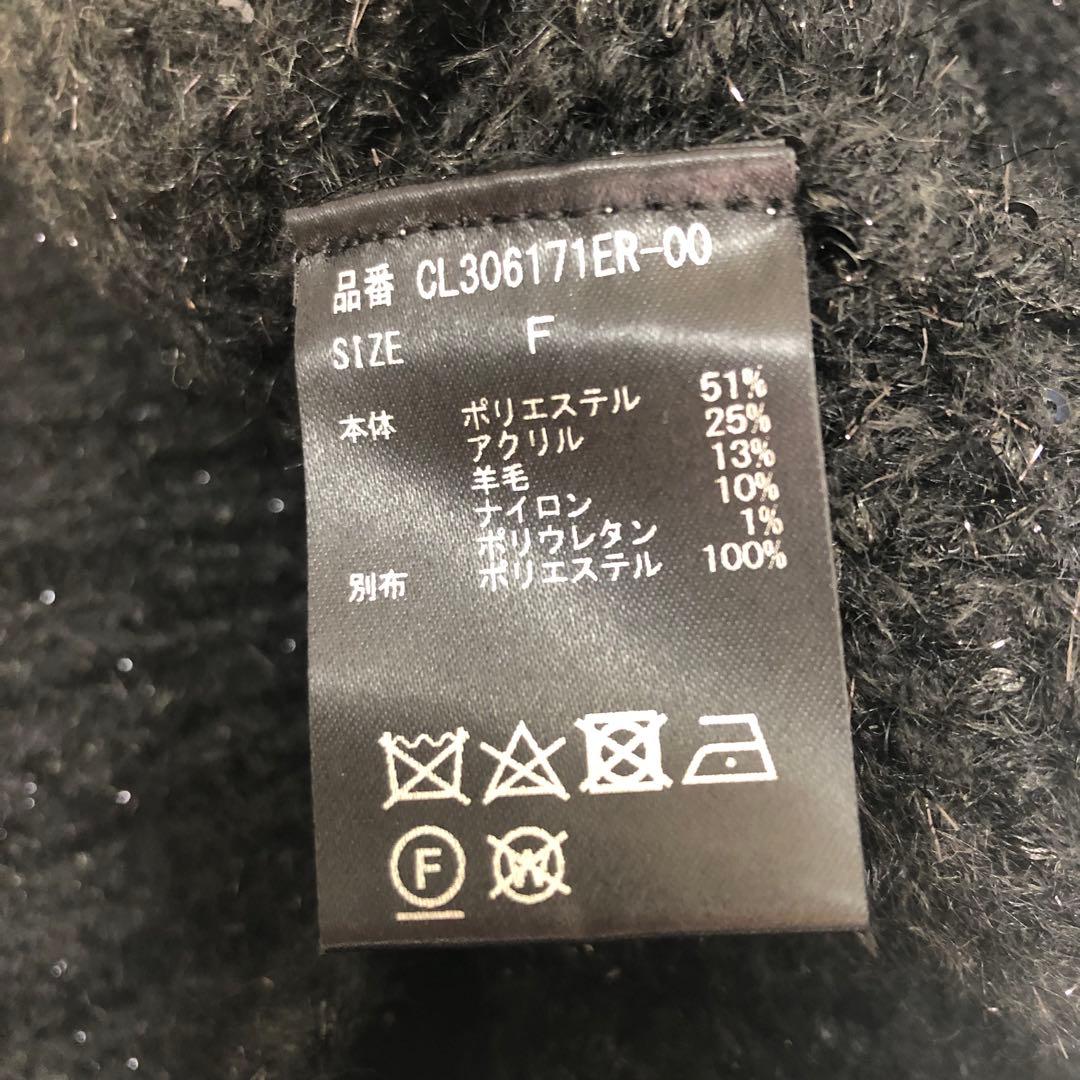 品番 CL306171ER-00
SIZE F
本体 ポリエステル 51%
アクリル 25%
羊毛 13%
ナイロン 10%
ポリウレタン 1%
別布 ポリエステル 100%
F W